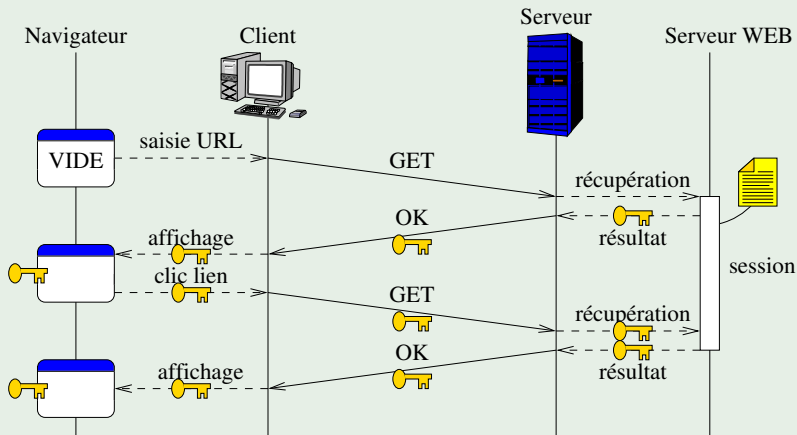 Navigateur
Client
Serveur
Serveur WEB
VIDE
saisie URL
GET
récupération
OK
résultat
affichage
clic lien
session
GET
récupération
OK
résultat
affichage